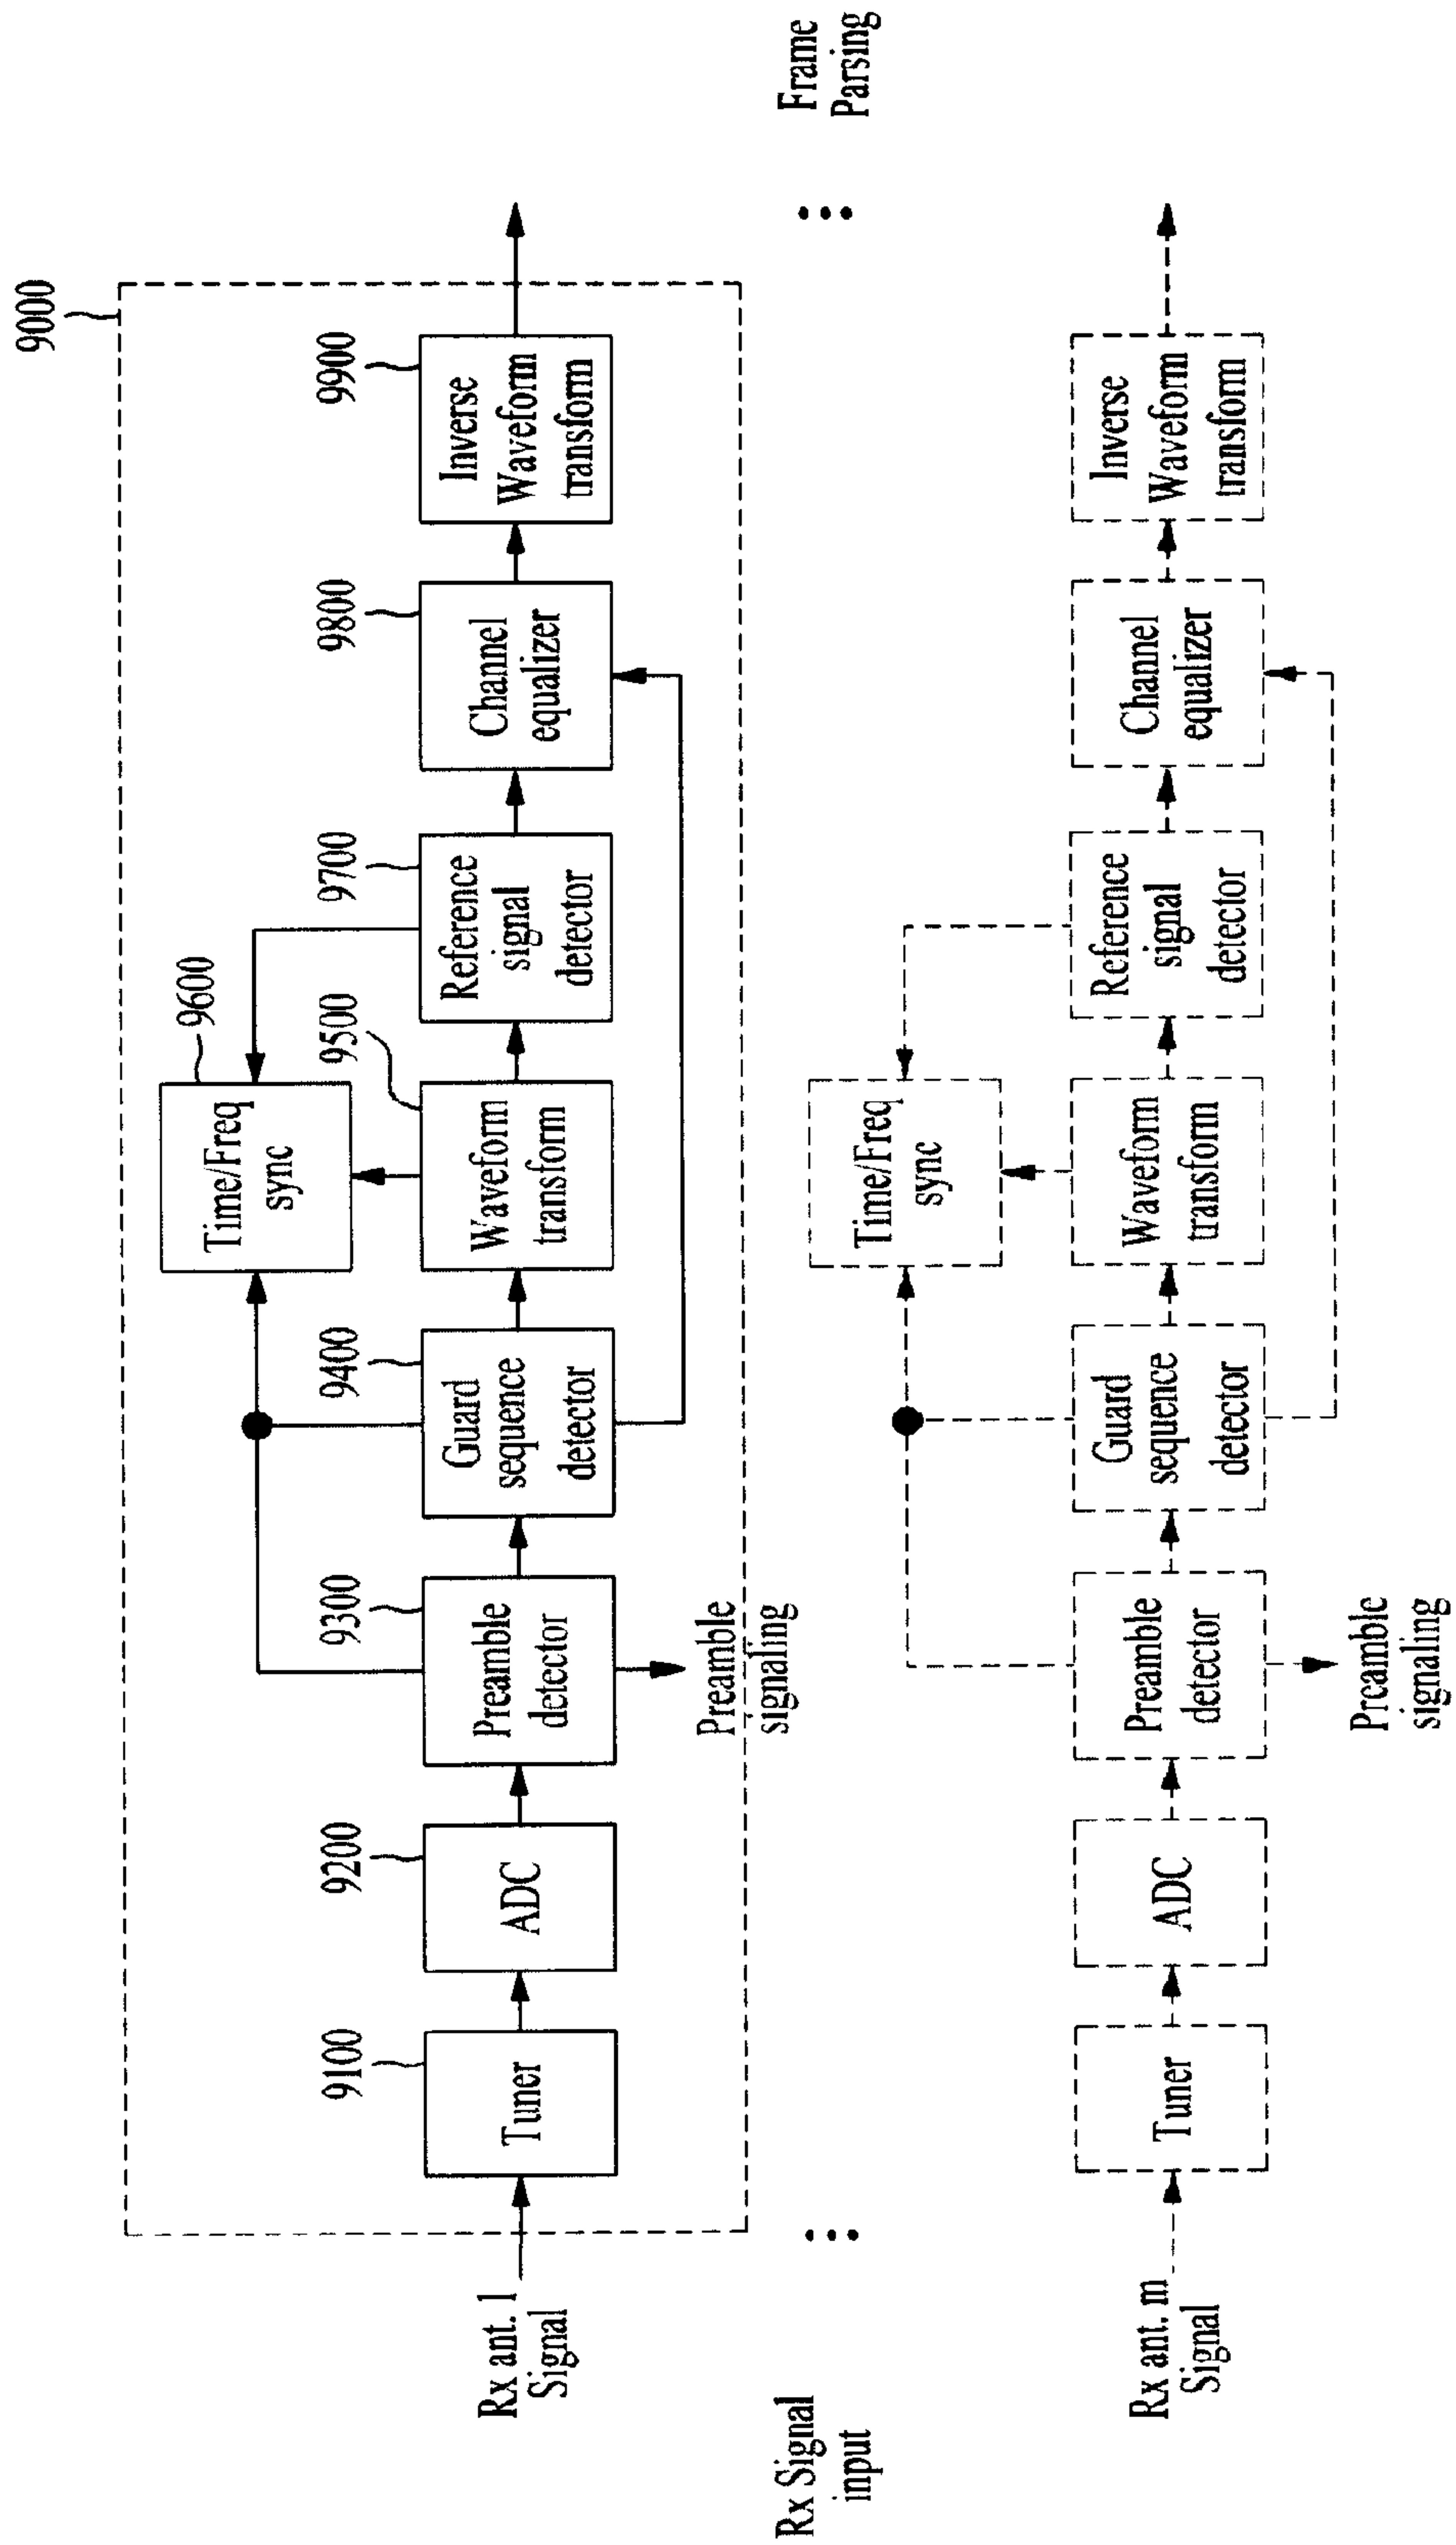 9000
Rx Signal
input
Rx ant. 1
Signal
9100
Tuner
9200
ADC
9300
Preamble
detector
Preamble
signaling
9400
Guard
sequence
detector
9500
Waveform
transform
9600
Time/Freq
sync
9700
Reference
signal
detector
9800
Channel
equalizer
9900
Inverse
Waveform
transform
Frame
Parsing
Rx ant. m
Signal
Tuner
ADC
Preamble
detector
Preamble
signaling
Guard
sequence
detector
Waveform
transform
Time/Freq
sync
Reference
signal
detector
Channel
equalizer
Inverse
Waveform
transform